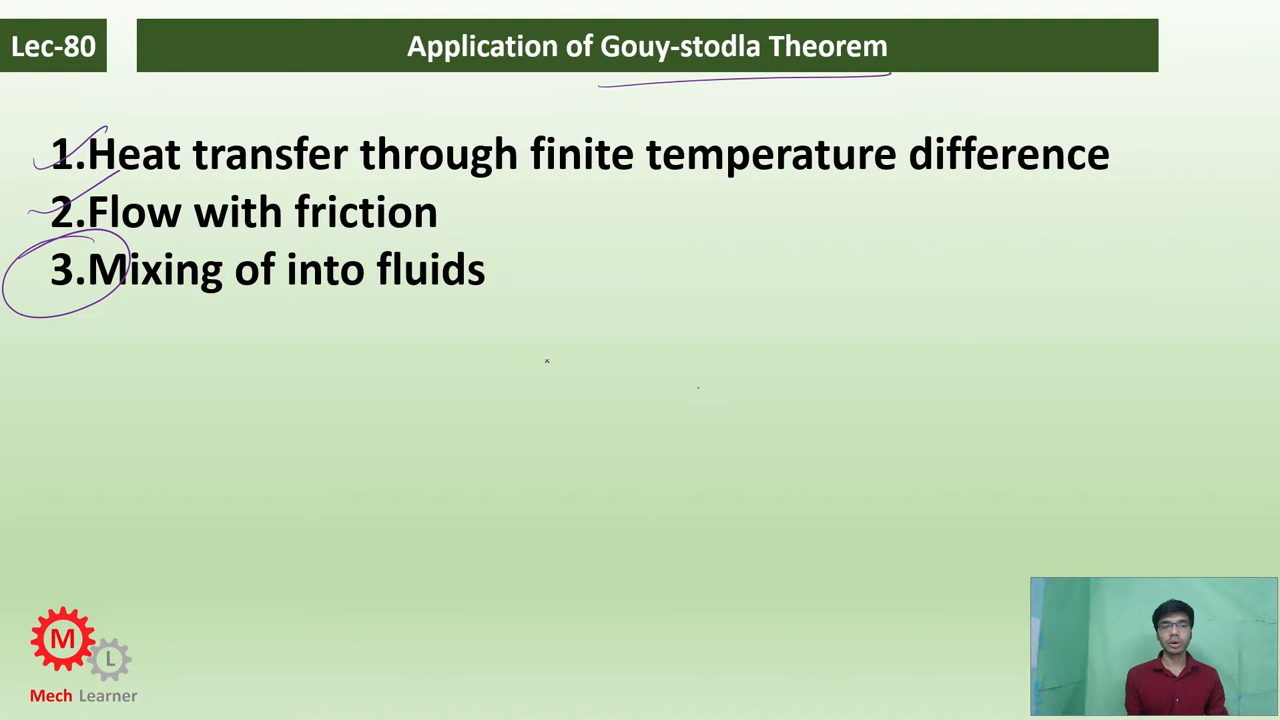 Lec-80
Application of Gouy-stodla Theorem
1.Heat transfer through finite temperature difference
2.Flow with friction
3.Mixing of into fluids
M
L
Mech Learner